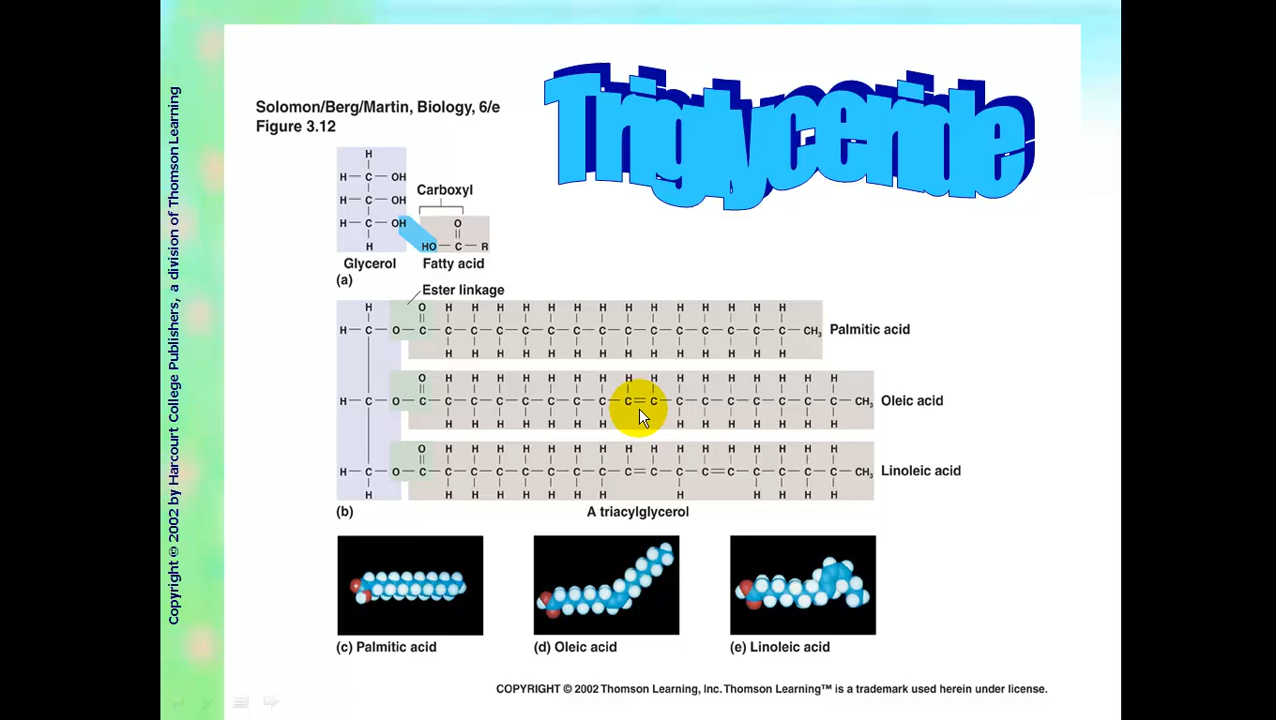 Copyright © 2002 by Harcourt College Publishers, a division of Thomson Learning
Triglyceride
Solomon/Berg/Martin, Biology, 6/e
Figure 3.12
H
H — C — OH
H — C — OH
H — C — OH
H
Glycerol
Carboxyl
O
HO — C — R
Fatty acid
(a)
Ester linkage
H O H H H H H H H H H H H H H H
H — C — O — C — C — C — C — C — C — C — C — C — C — C — C — C — C — C — CH3 Palmitic acid
H H H H H H H H H H H H H H
O H H H H H H H H H H H H H H H H
H — C — O — C — C — C — C — C — C — C — C — C = C — C — C — C — C — C — C — C — CH3 Oleic acid
H H H H H H H H H H H H H H
O H H H H H H H H H H H H H H H H
H — C — O — C — C — C — C — C — C — C — C — C = C — C — C = C — C — C — C — C — CH3 Linoleic acid
H H H H H H H H H H H H H
(b)
A triacylglycerol
(c) Palmitic acid
(d) Oleic acid
(e) Linoleic acid
COPYRIGHT © 2002 Thomson Learning, Inc. Thomson Learning™ is a trademark used herein under license.